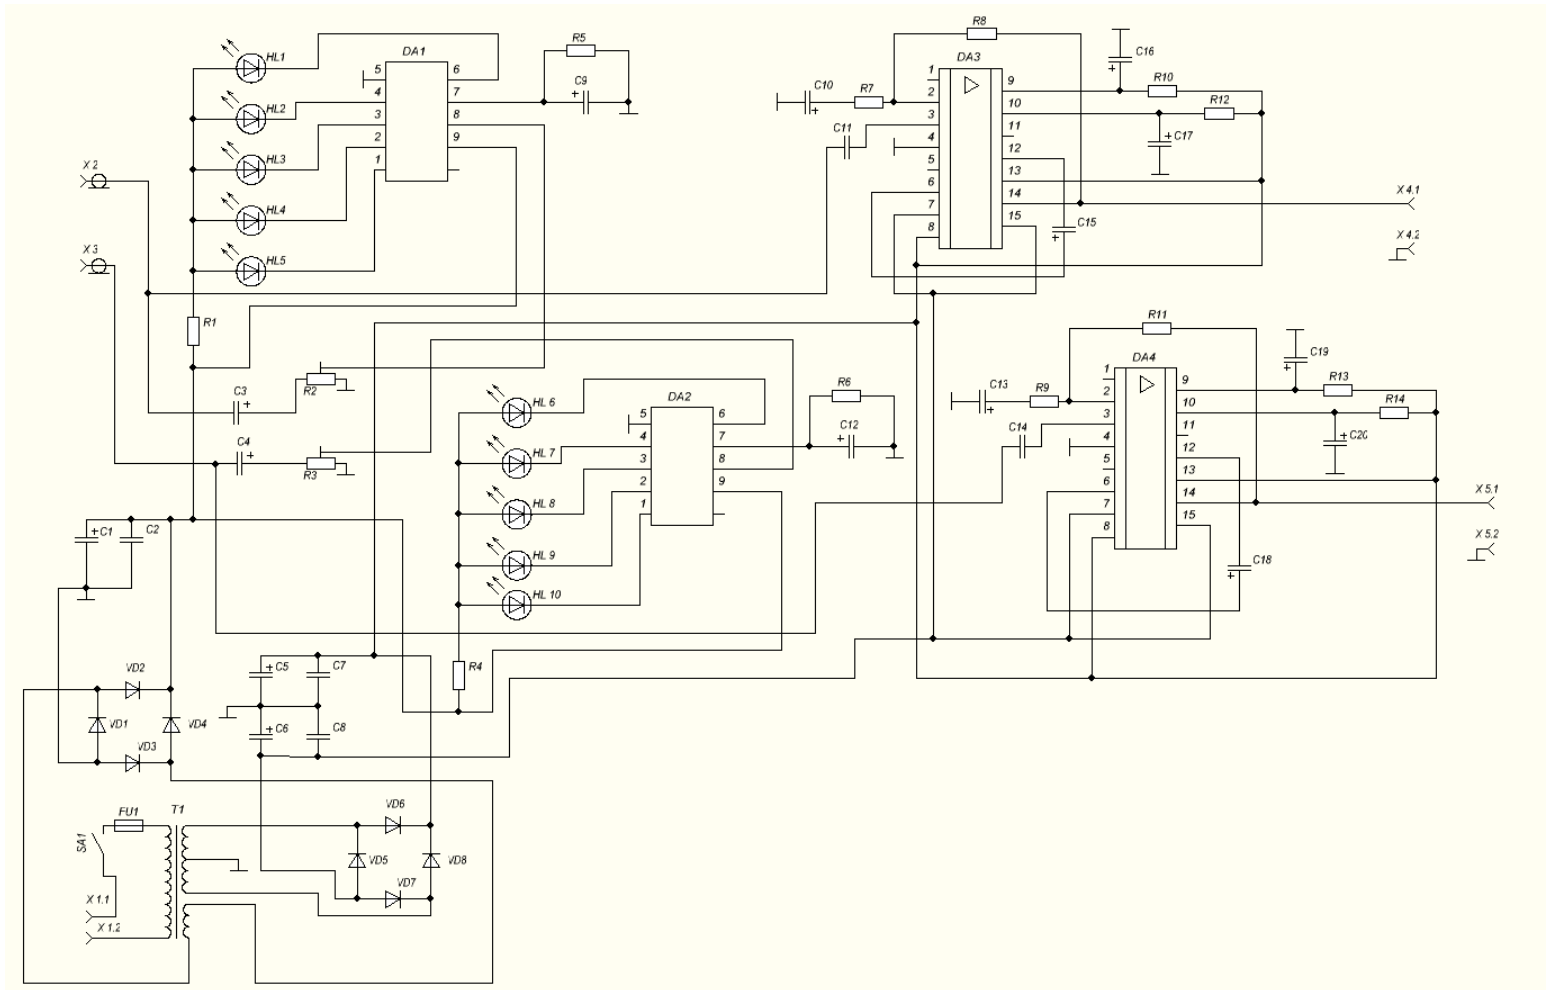 R8
DA1
R5
DA3
C16
HL1
5
6
C9
1
9
R10
C10
R7
4
7
2
10
R12
HL2
3
8
3
11
C11
C17
2
9
4
12
HL3
1
5
13
X 2
6
14
X 4.1
HL4
7
15
C15
8
X 4.2
X 3
HL5
R1
R11
C19
DA4
R2
C3
R6
1
9
R13
C13
R9
2
10
R14
HL 6
DA2
5
6
C12
3
11
C14
C20
4
7
4
12
C4
HL 7
3
8
5
13
R3
2
9
6
14
X 5.1
HL 8
1
7
15
C1
C2
8
X 5.2
HL 9
C18
HL 10
VD2
C5
C7
R4
VD1
VD4
C6
C8
VD3
FU1
T1
VD6
SA1
VD5
VD8
VD7
X 1.1
X 1.2